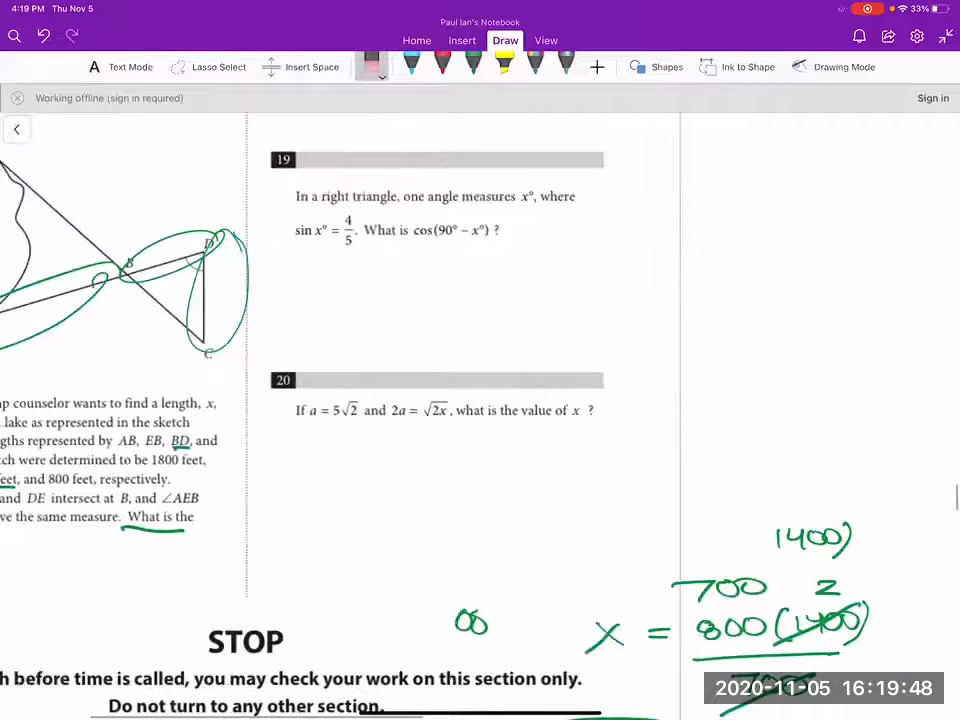 4:19 PM Thu Nov 5
33%
Paul Ian's Notebook
Home Insert Draw View
A Text Mode Lasso Select Insert Space Shapes Ink to Shape Drawing Mode
Working offline (sign in required) Sign in
19
In a right triangle, one angle measures x°, where
sin x° = 4/5. What is cos(90° − x°) ?
B
D
C
20
If a = 5√2 and 2a = √2x, what is the value of x ?
p counselor wants to find a length, x,
lake as represented in the sketch
gths represented by AB, EB, BD, and
tch were determined to be 1800 feet,
feet, and 800 feet, respectively.
and DE intersect at B, and ∠AEB
ve the same measure. What is the
1400)
700 2
x = 800(1400)
700
STOP
h before time is called, you may check your work on this section only.
Do not turn to any other section.
2020-11-05 16:19:48